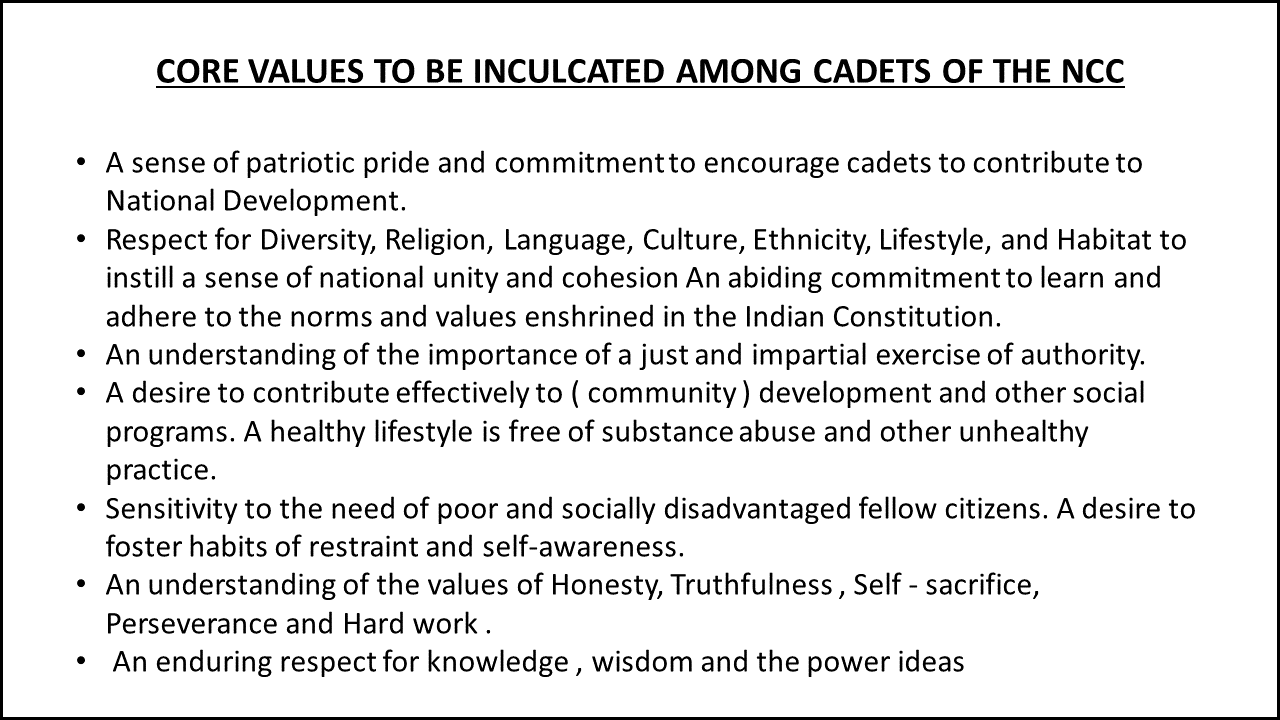 CORE VALUES TO BE INCULCATED AMONG CADETS OF THE NCC
• A sense of patriotic pride and commitment to encourage cadets to contribute to
National Development.
• Respect for Diversity, Religion, Language, Culture, Ethnicity, Lifestyle, and Habitat to
instill a sense of national unity and cohesion An abiding commitment to learn and
adhere to the norms and values enshrined in the Indian Constitution.
• An understanding of the importance of a just and impartial exercise of authority.
• A desire to contribute effectively to ( community ) development and other social
programs. A healthy lifestyle is free of substance abuse and other unhealthy
practice.
• Sensitivity to the need of poor and socially disadvantaged fellow citizens. A desire to
foster habits of restraint and self-awareness.
• An understanding of the values of Honesty, Truthfulness , Self - sacrifice,
Perseverance and Hard work .
• An enduring respect for knowledge , wisdom and the power ideas